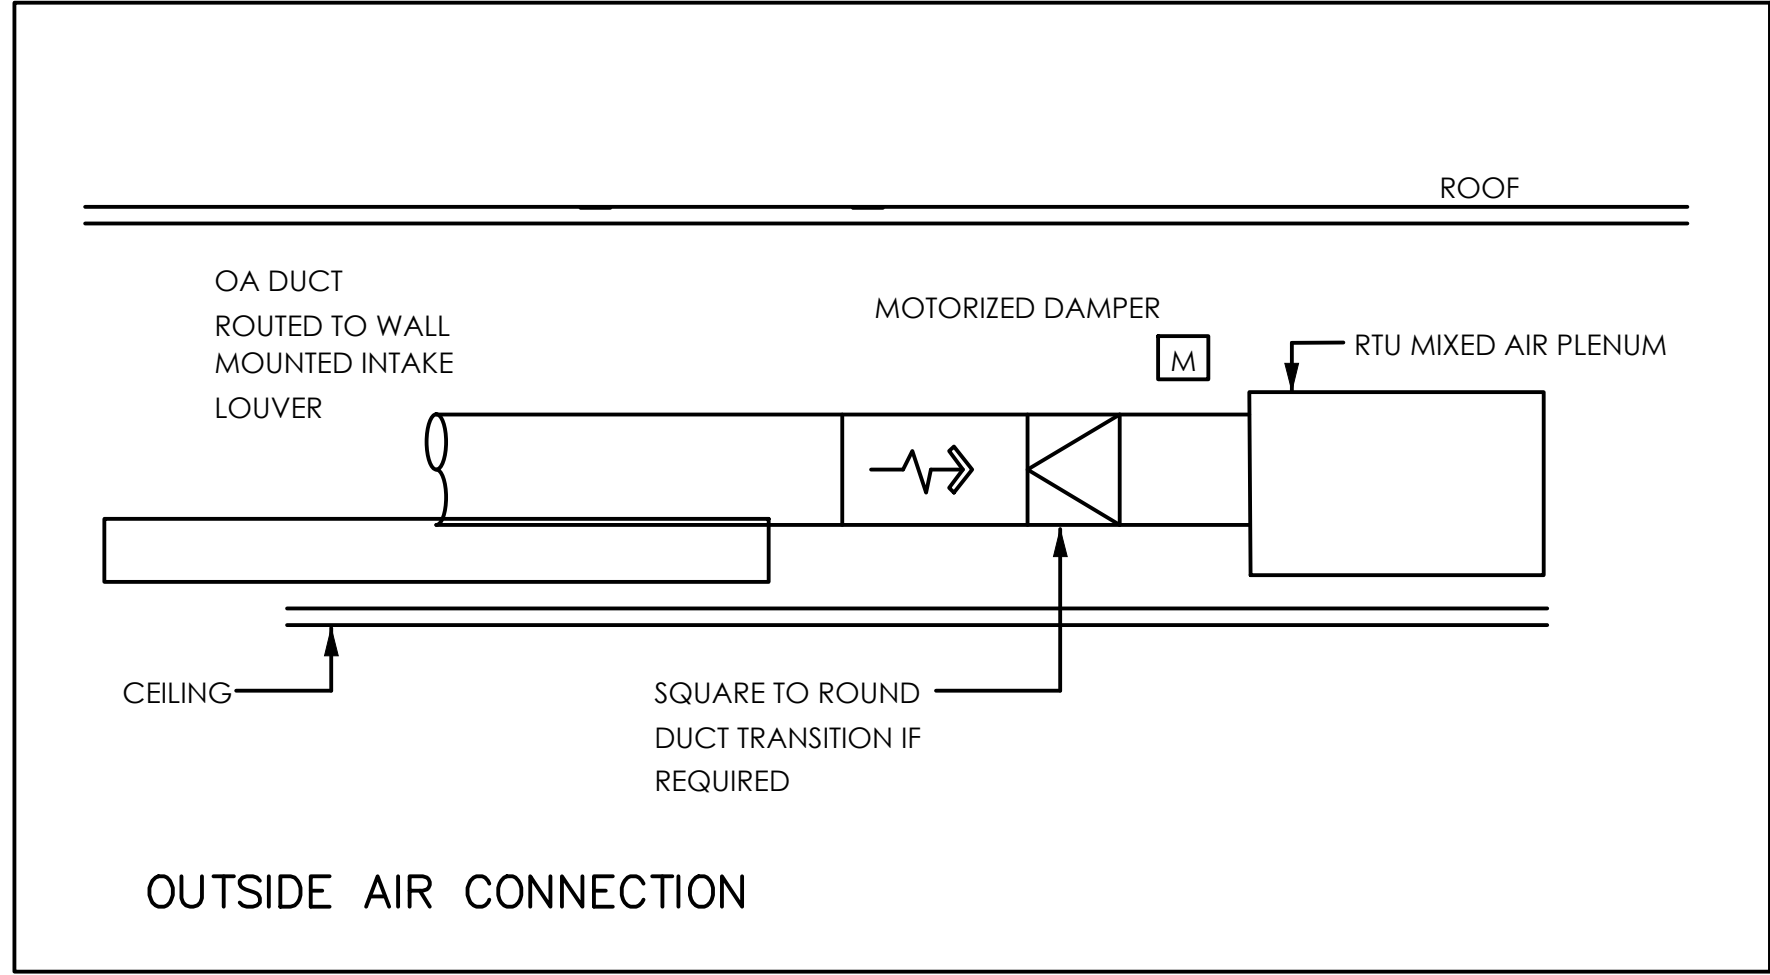 ROOF
OA DUCT
ROUTED TO WALL
MOUNTED INTAKE
LOUVER
MOTORIZED DAMPER
M
RTU MIXED AIR PLENUM
CEILING
SQUARE TO ROUND
DUCT TRANSITION IF
REQUIRED
OUTSIDE AIR CONNECTION